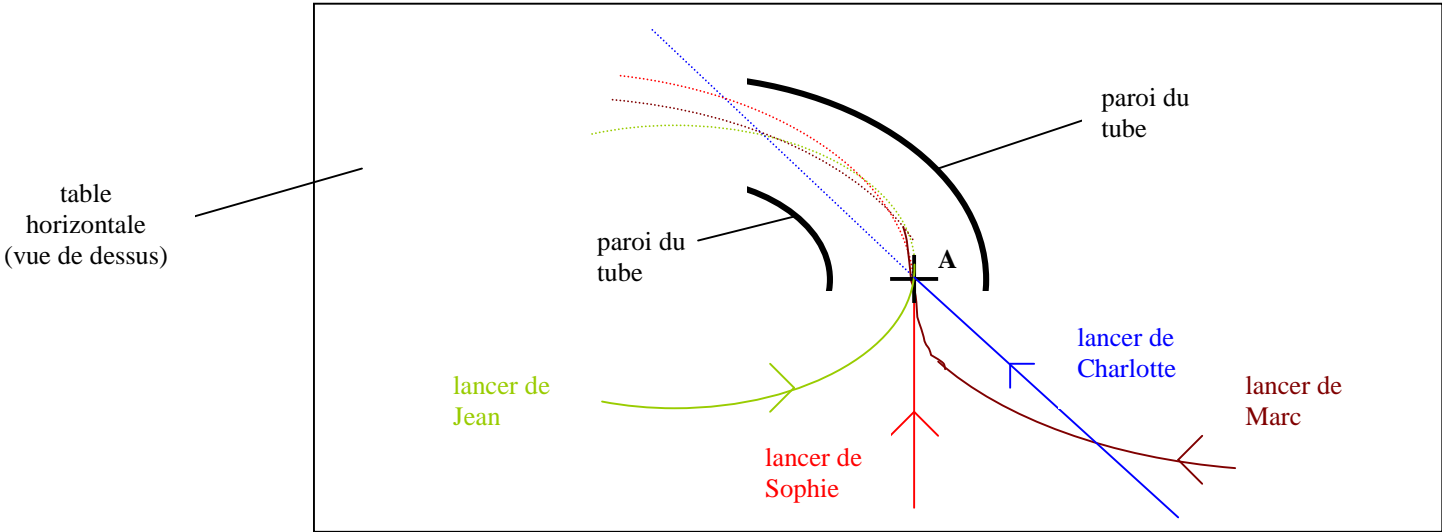 table
horizontale
(vue de dessus)
paroi du
tube
paroi du
tube
A
lancer de
Charlotte
lancer de
Jean
lancer de
Marc
lancer de
Sophie